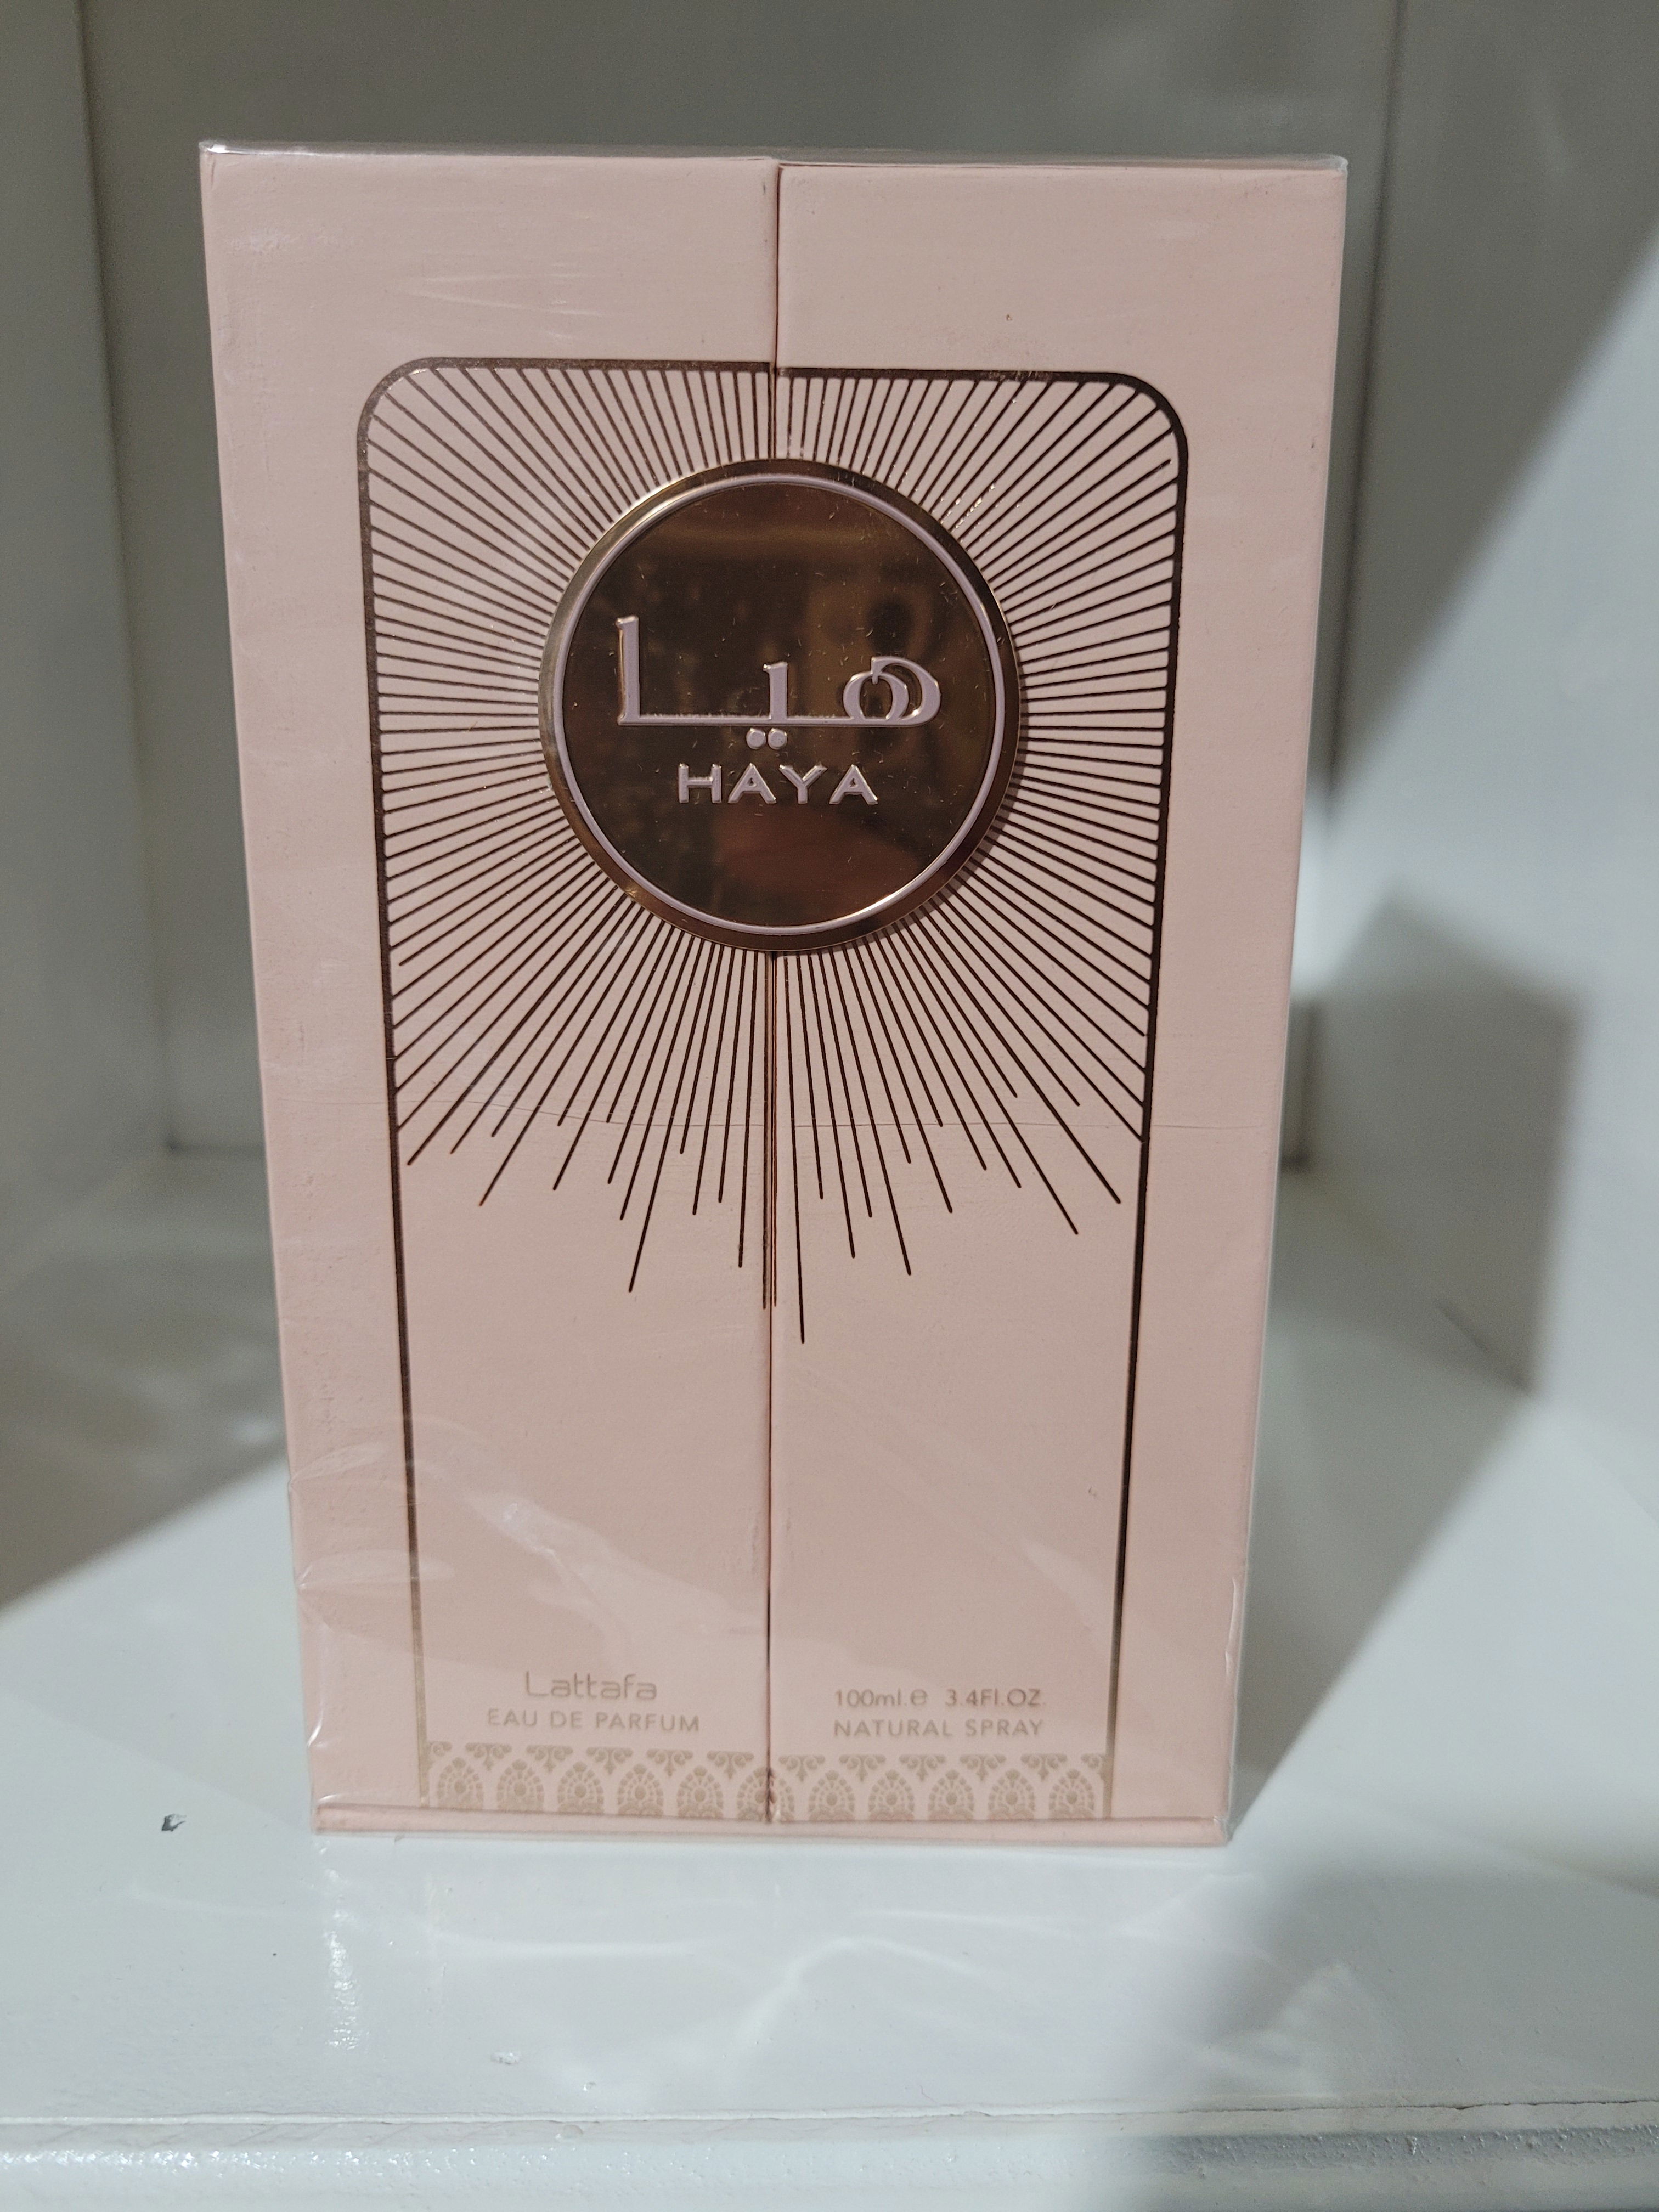 هيا
HAYA
Lattafa
EAU DE PARFUM
100ml.e 3.4Fl.OZ.
NATURAL SPRAY